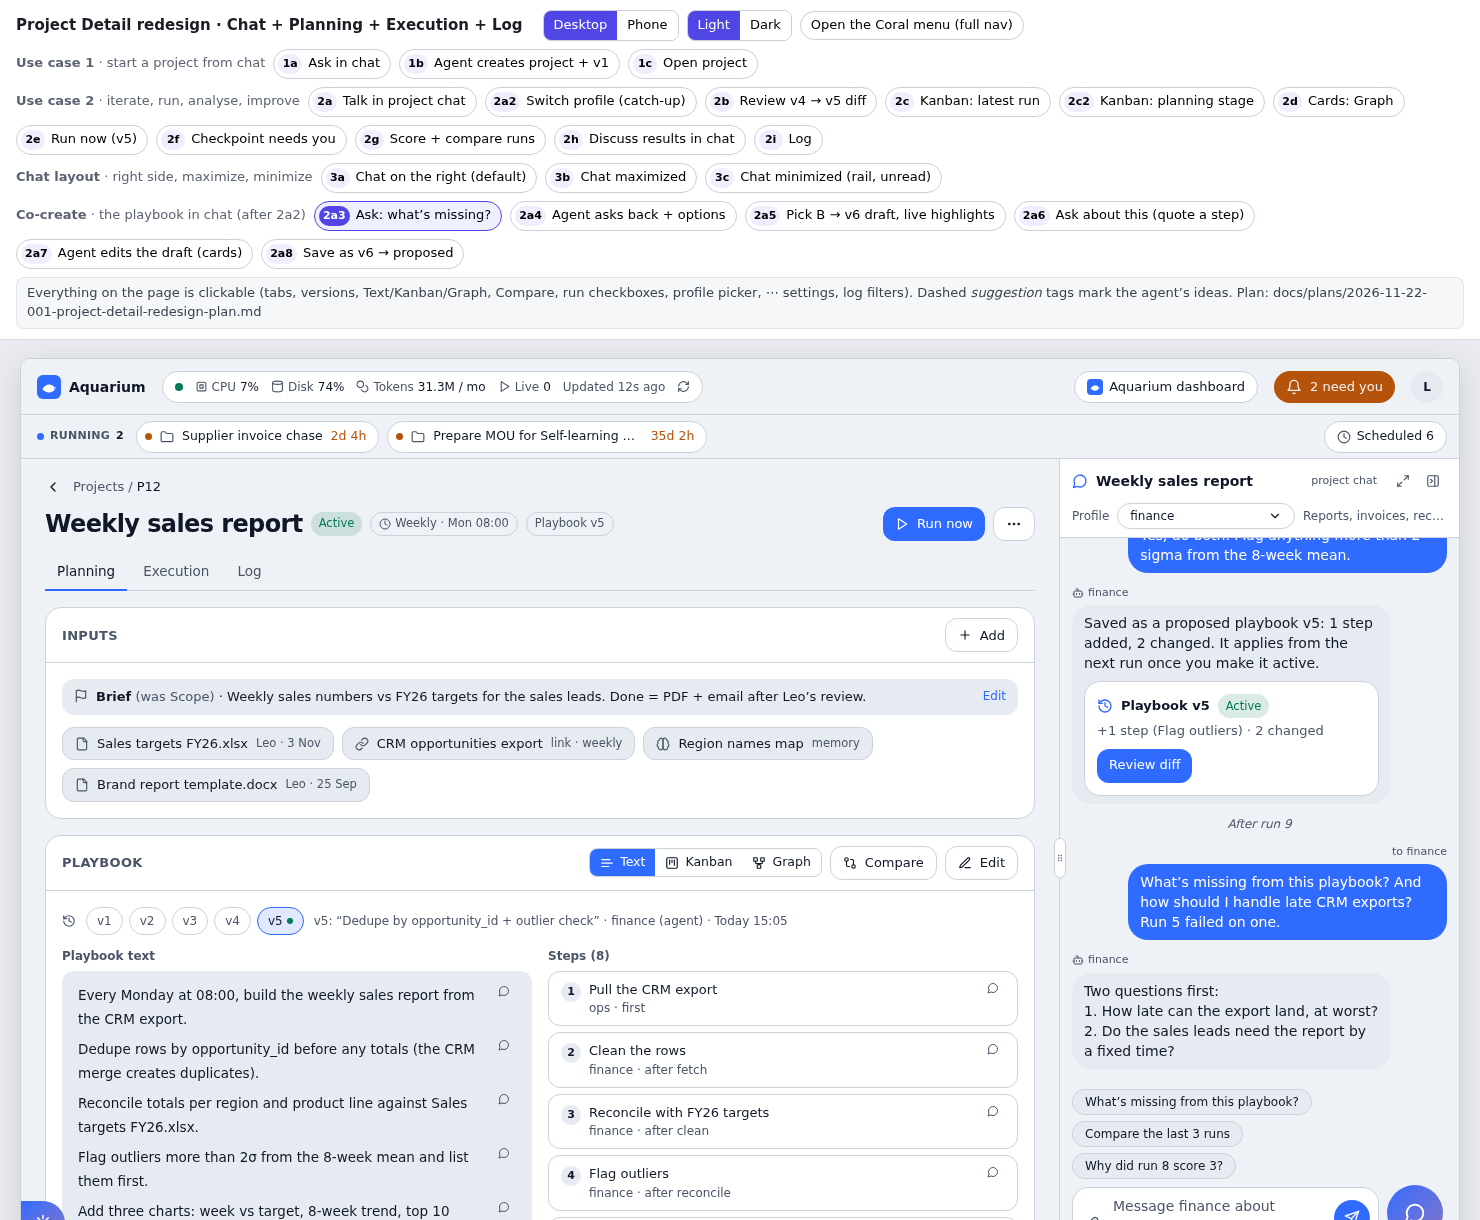 Project Detail redesign · Chat + Planning + Execution + Log
Desktop Phone Light Dark Open the Coral menu (full nav)
Use case 1 · start a project from chat 1a Ask in chat 1b Agent creates project + v1 1c Open project
Use case 2 · iterate, run, analyse, improve 2a Talk in project chat 2a2 Switch profile (catch-up) 2b Review v4 → v5 diff 2c Kanban: latest run 2c2 Kanban: planning stage 2d Cards: Graph
2e Run now (v5) 2f Checkpoint needs you 2g Score + compare runs 2h Discuss results in chat 2i Log
Chat layout · right side, maximize, minimize 3a Chat on the right (default) 3b Chat maximized 3c Chat minimized (rail, unread)
Co-create · the playbook in chat (after 2a2) 2a3 Ask: what’s missing? 2a4 Agent asks back + options 2a5 Pick B → v6 draft, live highlights 2a6 Ask about this (quote a step)
2a7 Agent edits the draft (cards) 2a8 Save as v6 → proposed
Everything on the page is clickable (tabs, versions, Text/Kanban/Graph, Compare, run checkboxes, profile picker, ··· settings, log filters). Dashed suggestion tags mark the agent’s ideas. Plan: docs/plans/2026-11-22-
001-project-detail-redesign-plan.md
Aquarium CPU 7% Disk 74% Tokens 31.3M / mo Live 0 Updated 12s ago Aquarium dashboard 2 need you L
RUNNING 2 Supplier invoice chase 2d 4h Prepare MOU for Self-learning ... 35d 2h Scheduled 6
Projects / P12
Weekly sales report Active Weekly · Mon 08:00 Playbook v5 Run now
Planning Execution Log
INPUTS Add
Brief (was Scope) · Weekly sales numbers vs FY26 targets for the sales leads. Done = PDF + email after Leo’s review. Edit
Sales targets FY26.xlsx Leo · 3 Nov CRM opportunities export link · weekly Region names map memory
Brand report template.docx Leo · 25 Sep
PLAYBOOK Text Kanban Graph Compare Edit
v1 v2 v3 v4 v5 v5: “Dedupe by opportunity_id + outlier check” · finance (agent) · Today 15:05
Playbook text
Every Monday at 08:00, build the weekly sales report from
the CRM export.
Dedupe rows by opportunity_id before any totals (the CRM
merge creates duplicates).
Reconcile totals per region and product line against Sales
targets FY26.xlsx.
Flag outliers more than 2σ from the 8-week mean and list
them first.
Add three charts: week vs target, 8-week trend, top 10
Steps (8)
1 Pull the CRM export
ops · first
2 Clean the rows
finance · after fetch
3 Reconcile with FY26 targets
finance · after clean
4 Flag outliers
finance · after reconcile
Weekly sales report project chat
Profile finance Reports, invoices, rec...
Yes, do both. Flag anything more than 2
sigma from the 8-week mean.
finance
Saved as a proposed playbook v5: 1 step
added, 2 changed. It applies from the
next run once you make it active.
Playbook v5 Active
+1 step (Flag outliers) · 2 changed
Review diff
After run 9
to finance
What’s missing from this playbook? And
how should I handle late CRM exports?
Run 5 failed on one.
finance
Two questions first:
1. How late can the export land, at worst?
2. Do the sales leads need the report by
a fixed time?
What’s missing from this playbook?
Compare the last 3 runs
Why did run 8 score 3?
Message finance about